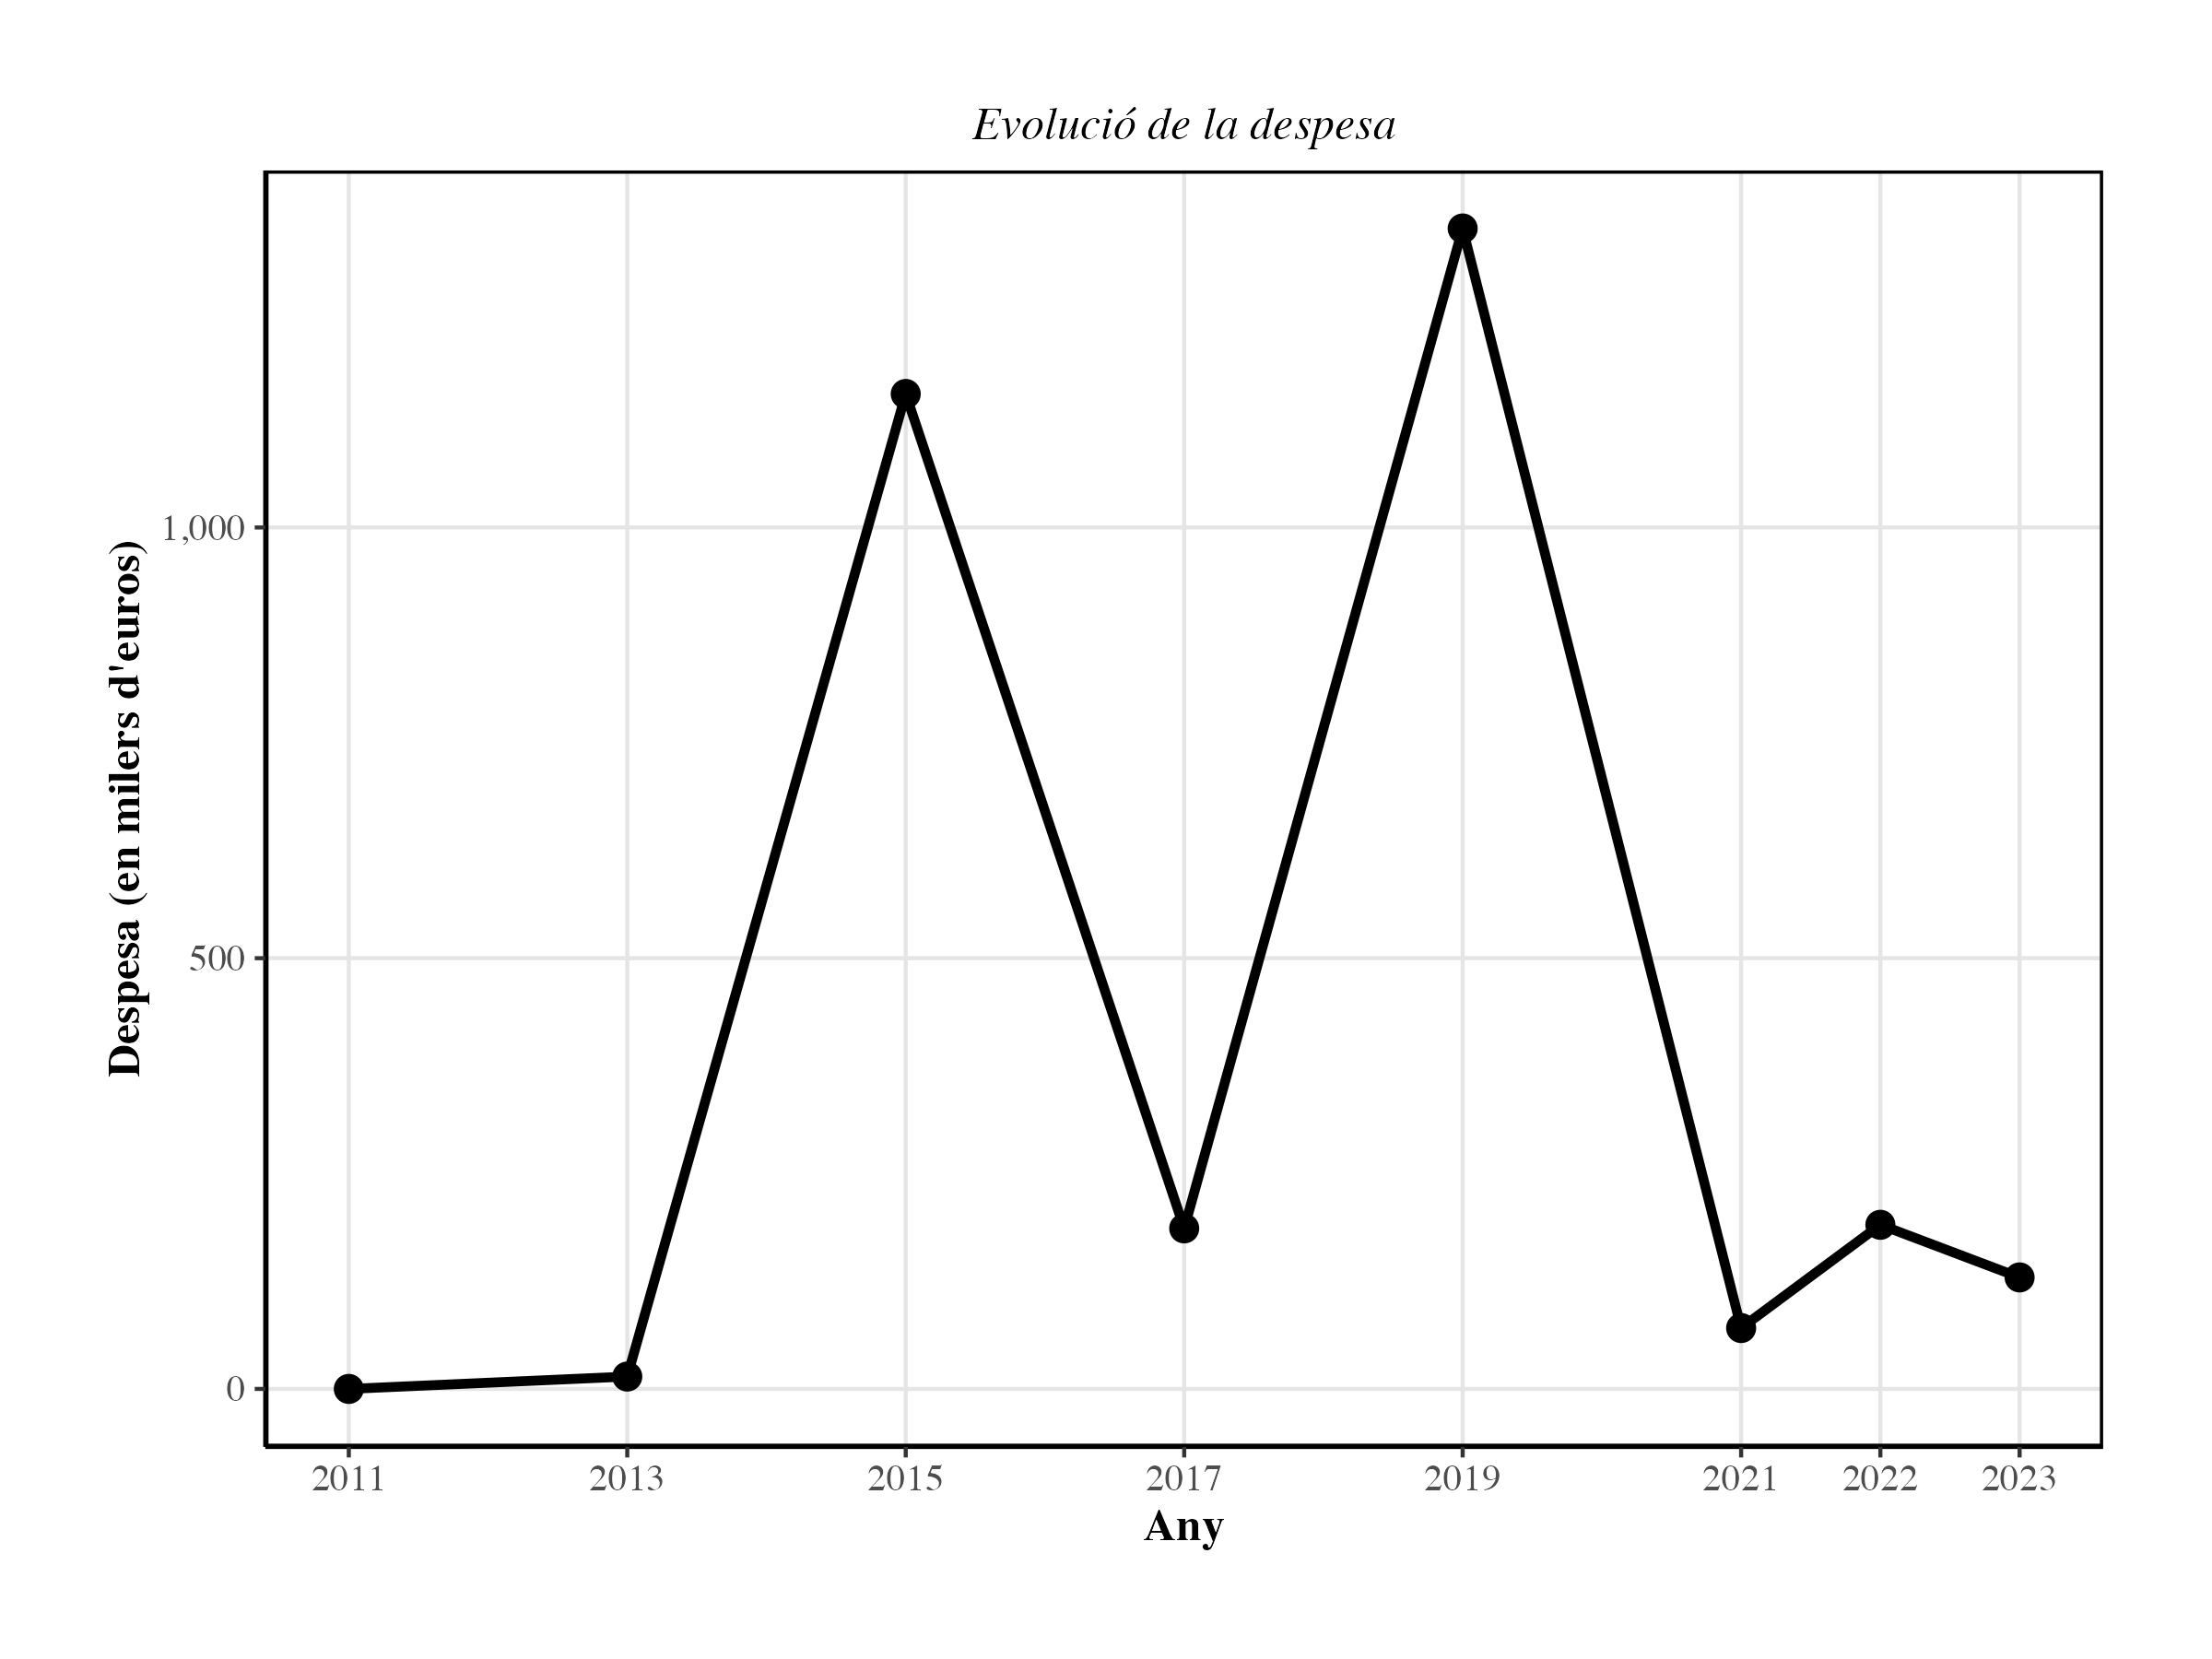 Evolució de la despesa
Despesa (en milers d'euros)
1,000
500
0
2011 2013 2015 2017 2019 2021 2022 2023
Any